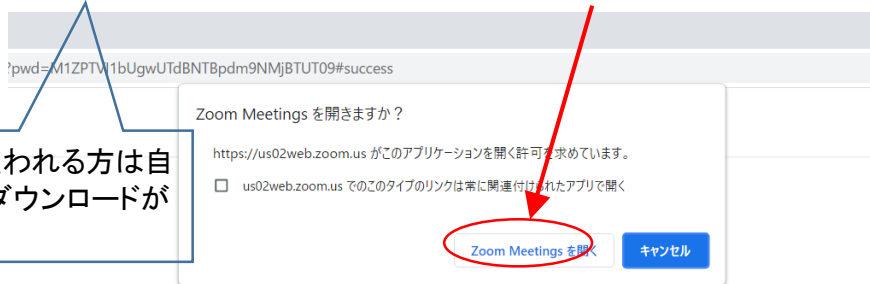 ?pwd=M1ZPTVI1bUgwUTdBNTBpdm9NMjBTUT09#success
Zoom Meetings を開きますか？
https://us02web.zoom.us がこのアプリケーションを開く許可を求めています。
us02web.zoom.us でのこのタイプのリンクは常に関連付けられたアプリで開く
われる方は自
ダウンロードが
Zoom Meetings を開く
キャンセル